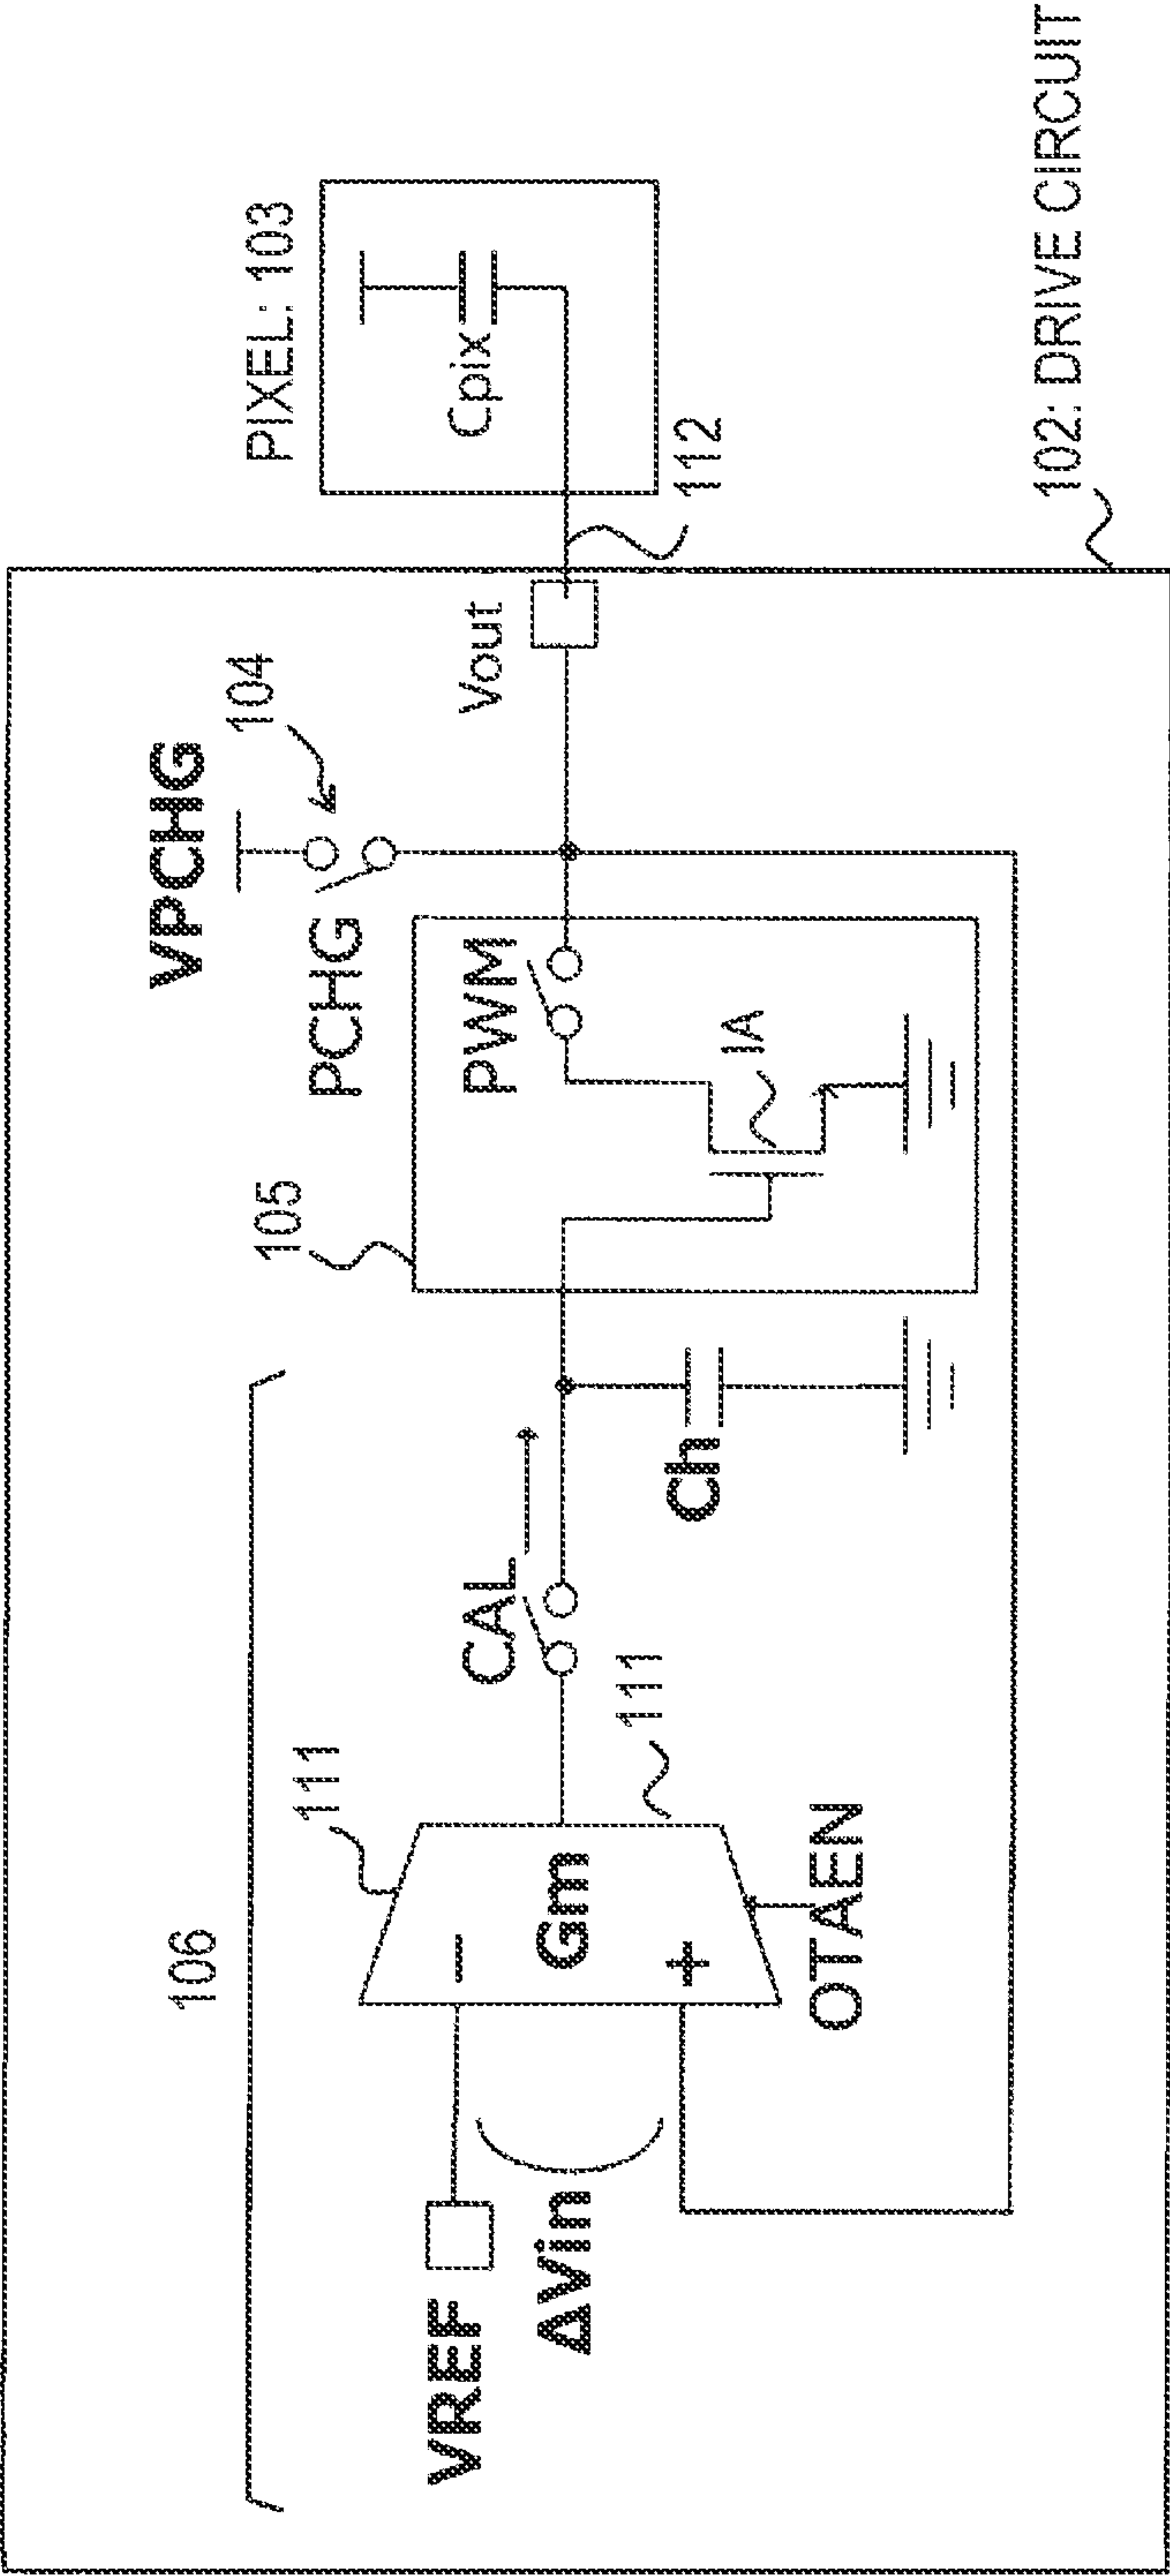 106
VREF
ΔVin
−
Gm
+
111
111
OTAEN
CAL
Ch
105
PWM
IA
VPCHG
PCHG
104
Vout
112
PIXEL: 103
Cpix
102: DRIVE CIRCUIT